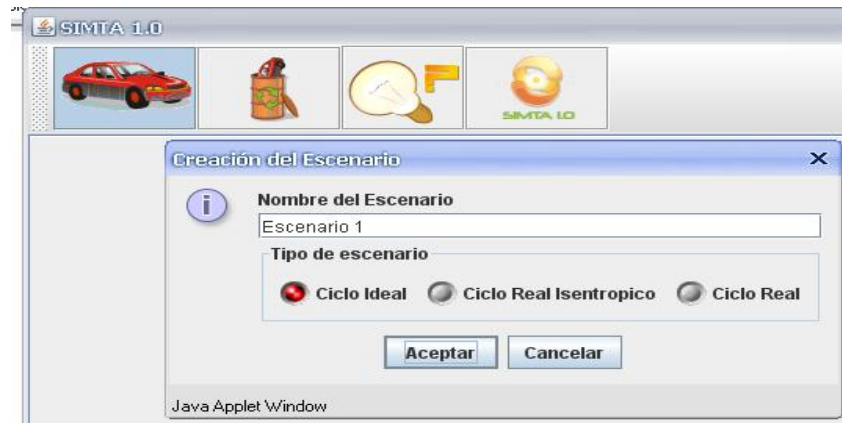 SIMTA 1.0
SIMTA 1.0
Creación del Escenario
Nombre del Escenario
Escenario 1
Tipo de escenario
Ciclo Ideal Ciclo Real Isentropico Ciclo Real
Aceptar Cancelar
Java Applet Window